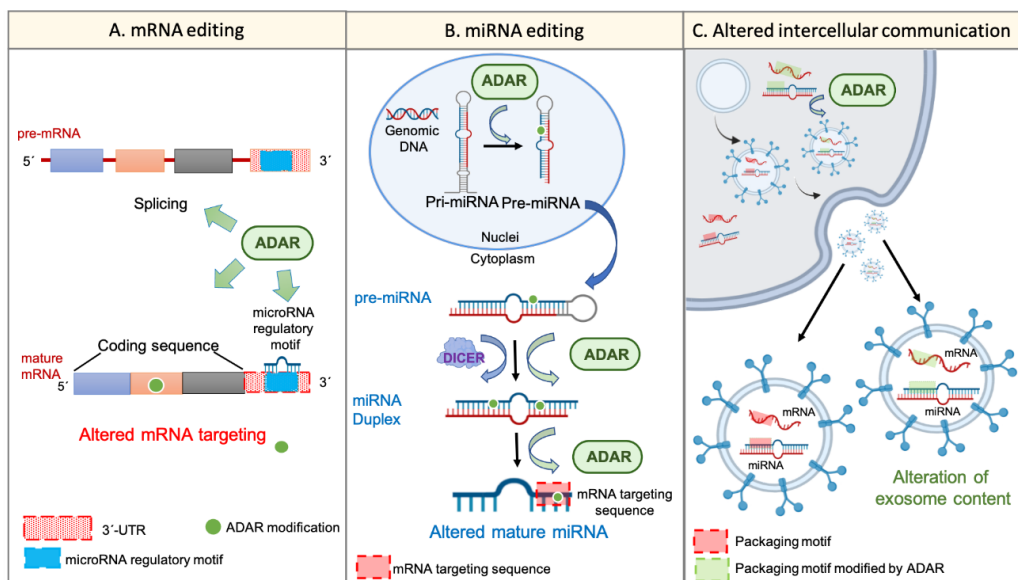 A. mRNA editing
pre-mRNA
5´
3´
Splicing
ADAR
microRNA
regulatory
motif
Coding sequence
mature
mRNA
5´
3´
Altered mRNA targeting
3´-UTR
ADAR modification
microRNA regulatory motif
B. miRNA editing
ADAR
Genomic
DNA
Pri-miRNA
Pre-miRNA
Nuclei
Cytoplasm
pre-miRNA
DICER
ADAR
miRNA
Duplex
ADAR
mRNA targeting
sequence
Altered mature miRNA
mRNA targeting sequence
C. Altered intercellular communication
ADAR
mRNA
miRNA
mRNA
miRNA
Alteration of
exosome content
Packaging motif
Packaging motif modified by ADAR